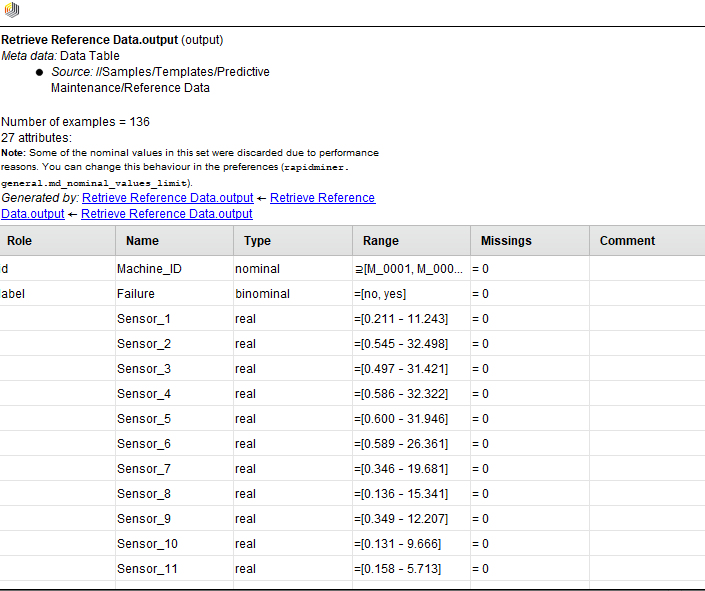 Retrieve Reference Data.output (output)
Meta data: Data Table
● Source: //Samples/Templates/Predictive
Maintenance/Reference Data
Number of examples = 136
27 attributes:
Note: Some of the nominal values in this set were discarded due to performance
reasons. You can change this behaviour in the preferences (rapidminer.
general.md_nominal_values_limit).
Generated by: Retrieve Reference Data.output ← Retrieve Reference
Data.output ← Retrieve Reference Data.output
Role Name Type Range Missings Comment
id Machine_ID nominal ⊇[M_0001, M_000... = 0
label Failure binominal =[no, yes] = 0
Sensor_1 real =[0.211 - 11.243] = 0
Sensor_2 real =[0.545 - 32.498] = 0
Sensor_3 real =[0.497 - 31.421] = 0
Sensor_4 real =[0.586 - 32.322] = 0
Sensor_5 real =[0.600 - 31.946] = 0
Sensor_6 real =[0.589 - 26.361] = 0
Sensor_7 real =[0.346 - 19.681] = 0
Sensor_8 real =[0.136 - 15.341] = 0
Sensor_9 real =[0.349 - 12.207] = 0
Sensor_10 real =[0.131 - 9.666] = 0
Sensor_11 real =[0.158 - 5.713] = 0